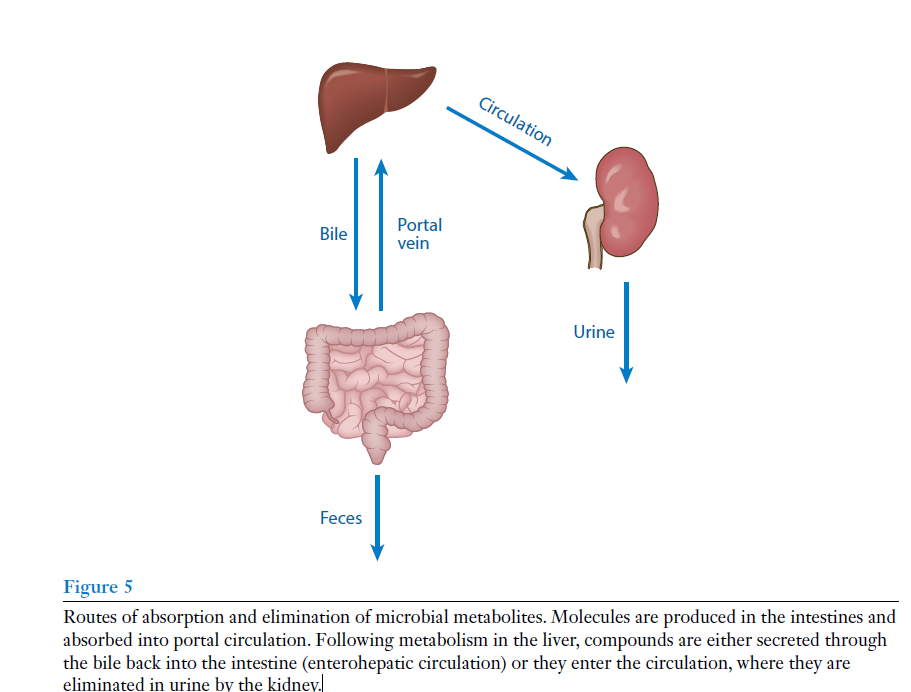 Circulation
Bile
Portal
vein
Urine
Feces
Figure 5
Routes of absorption and elimination of microbial metabolites. Molecules are produced in the intestines and
absorbed into portal circulation. Following metabolism in the liver, compounds are either secreted through
the bile back into the intestine (enterohepatic circulation) or they enter the circulation, where they are
eliminated in urine by the kidney.